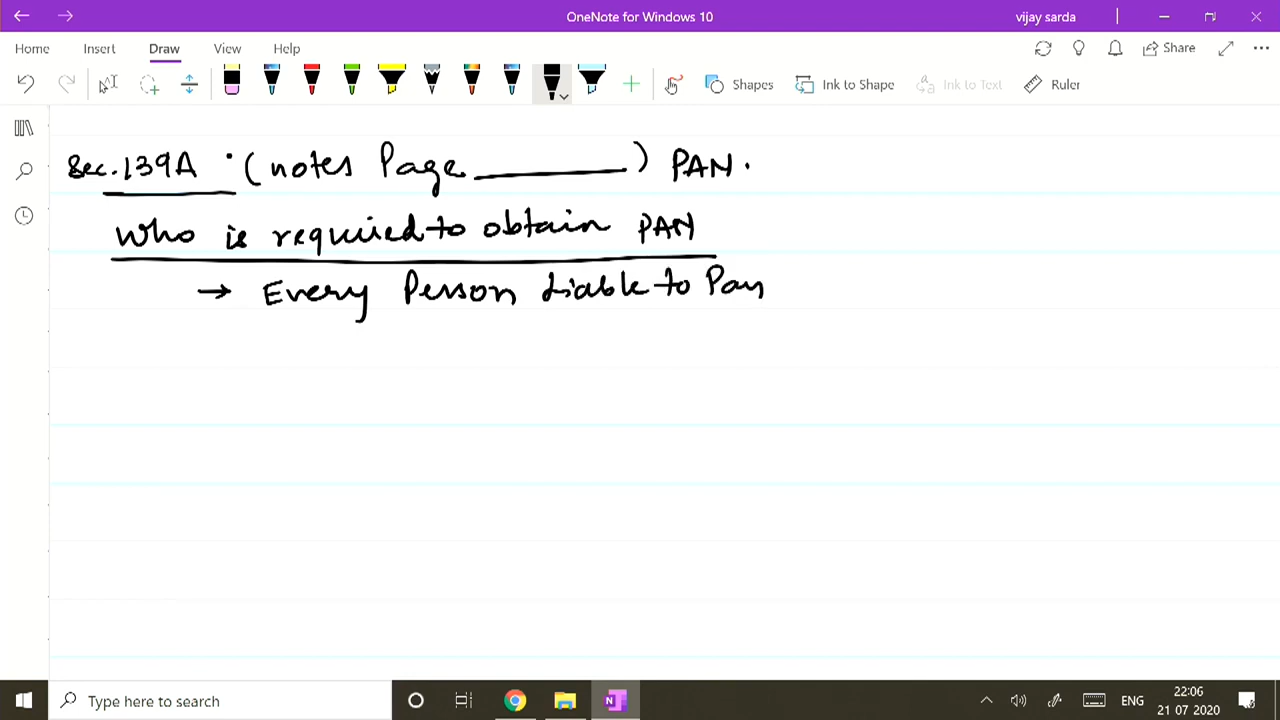 OneNote for Windows 10
vijay sarda
Home Insert Draw View Help
Share
Shapes Ink to Shape Ink to Text Ruler
Sec. 139A (notes Page ________) PAN.
Who is required to obtain PAN
→ Every Person Liable to Pay
Type here to search
ENG
22:06
21 07 2020